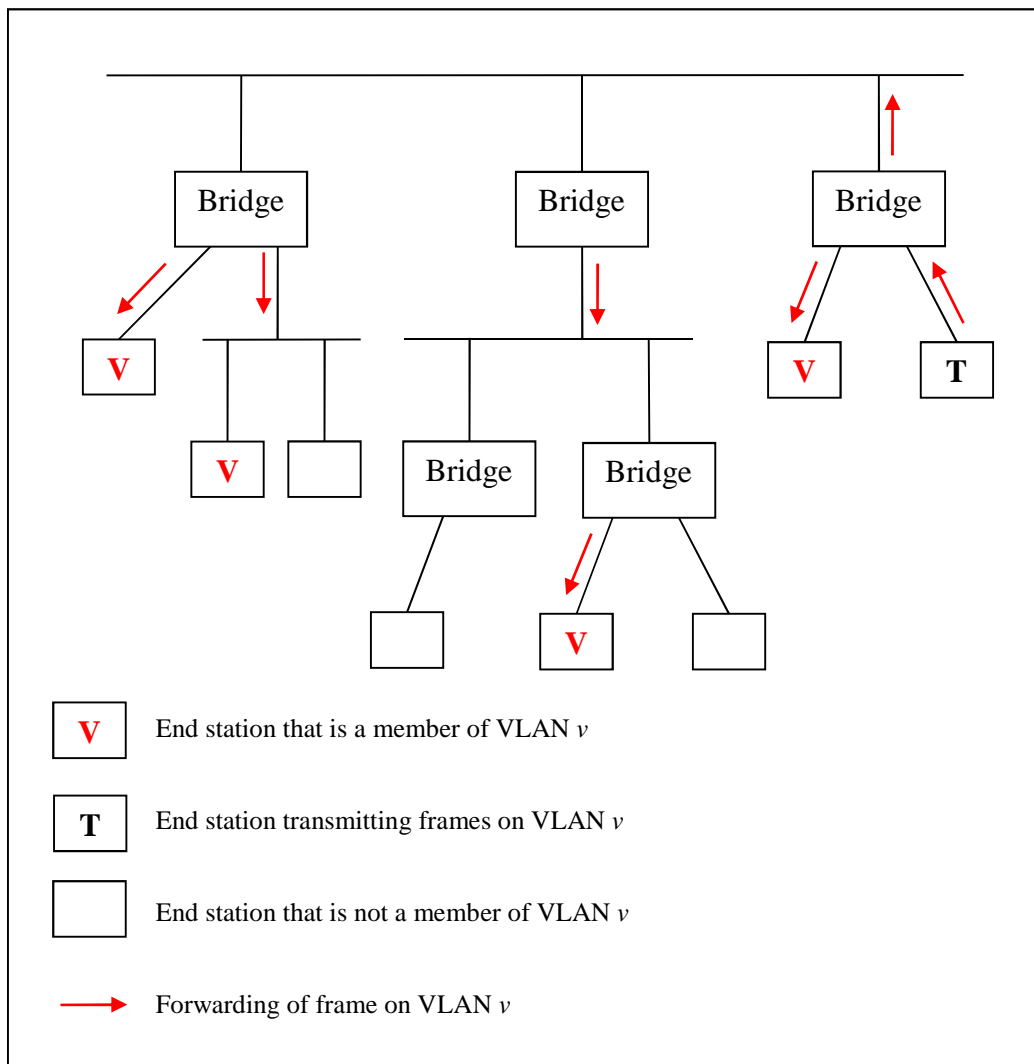 Bridge Bridge Bridge
V V T
V
Bridge Bridge
V
V End station that is a member of VLAN v
T End station transmitting frames on VLAN v
End station that is not a member of VLAN v
Forwarding of frame on VLAN v